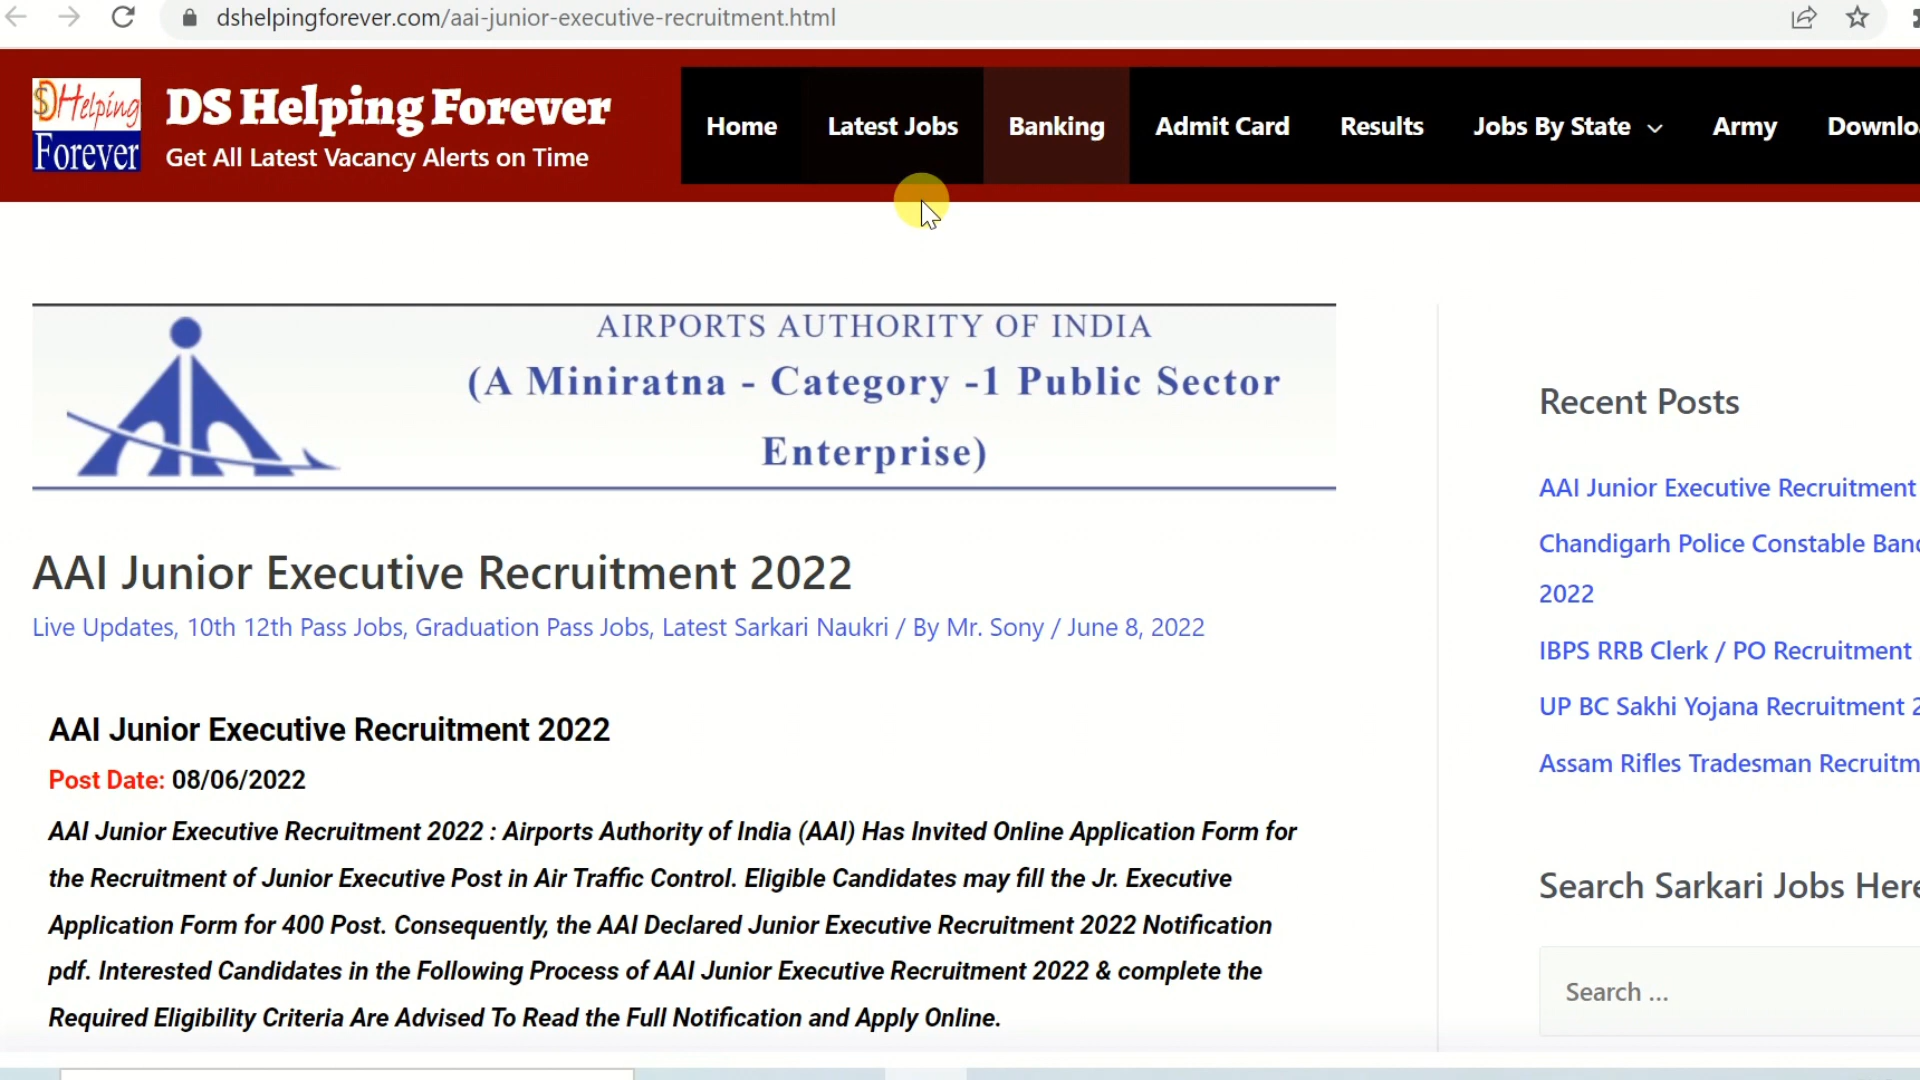 dshelpingforever.com/aai-junior-executive-recruitment.html
$DHelping
Forever
DS Helping Forever
Get All Latest Vacancy Alerts on Time
Home
Latest Jobs
Banking
Admit Card
Results
Jobs By State
Army
Downlo
AIRPORTS AUTHORITY OF INDIA
(A Miniratna - Category -1 Public Sector
Enterprise)
AAI Junior Executive Recruitment 2022
Live Updates, 10th 12th Pass Jobs, Graduation Pass Jobs, Latest Sarkari Naukri / By Mr. Sony / June 8, 2022
AAI Junior Executive Recruitment 2022
Post Date: 08/06/2022
AAI Junior Executive Recruitment 2022 : Airports Authority of India (AAI) Has Invited Online Application Form for
the Recruitment of Junior Executive Post in Air Traffic Control. Eligible Candidates may fill the Jr. Executive
Application Form for 400 Post. Consequently, the AAI Declared Junior Executive Recruitment 2022 Notification
pdf. Interested Candidates in the Following Process of AAI Junior Executive Recruitment 2022 & complete the
Required Eligibility Criteria Are Advised To Read the Full Notification and Apply Online.
Recent Posts
AAI Junior Executive Recruitment
Chandigarh Police Constable Band
2022
IBPS RRB Clerk / PO Recruitment
UP BC Sakhi Yojana Recruitment 2
Assam Rifles Tradesman Recruitm
Search Sarkari Jobs Here
Search ...